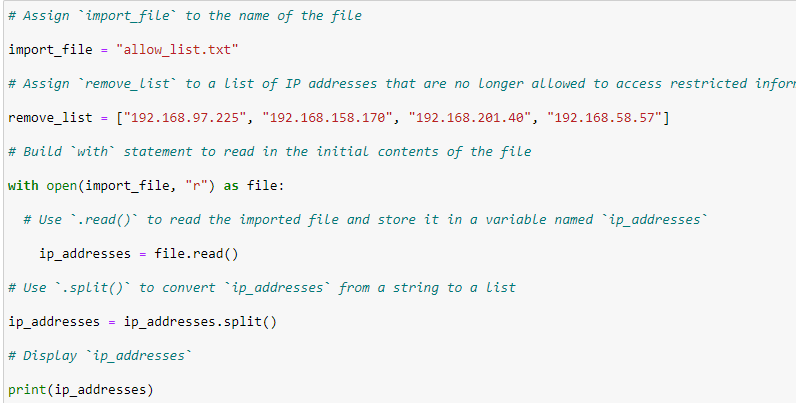 # Assign `import_file` to the name of the file
import_file = "allow_list.txt"
# Assign `remove_list` to a list of IP addresses that are no longer allowed to access restricted
remove_list = ["192.168.97.225", "192.168.158.170", "192.168.201.40", "192.168.58.57"]
# Build `with` statement to read in the initial contents of the file
with open(import_file, "r") as file:
# Use `.read()` to read the imported file and store it in a variable named `ip_addresses`
ip_addresses = file.read()
# Use `.split()` to convert `ip_addresses` from a string to a list
ip_addresses = ip_addresses.split()
# Display `ip_addresses`
print(ip_addresses)